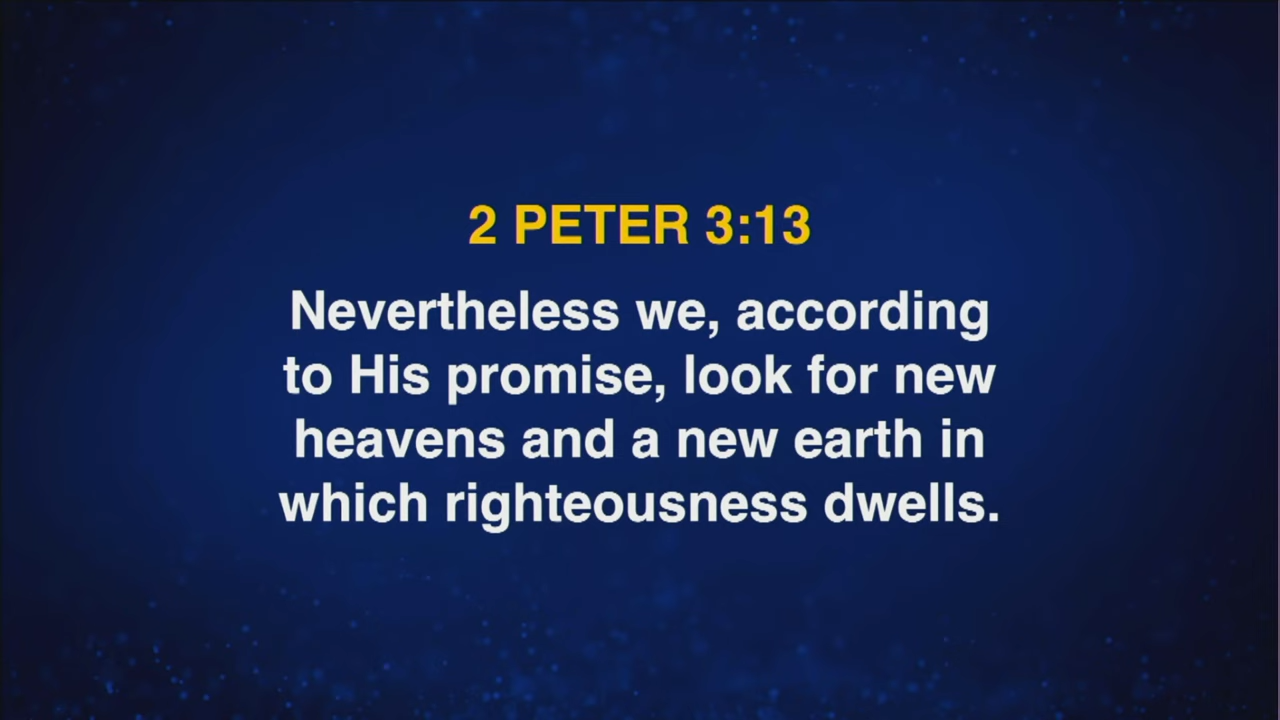 2 PETER 3:13
Nevertheless we, according
to His promise, look for new
heavens and a new earth in
which righteousness dwells.